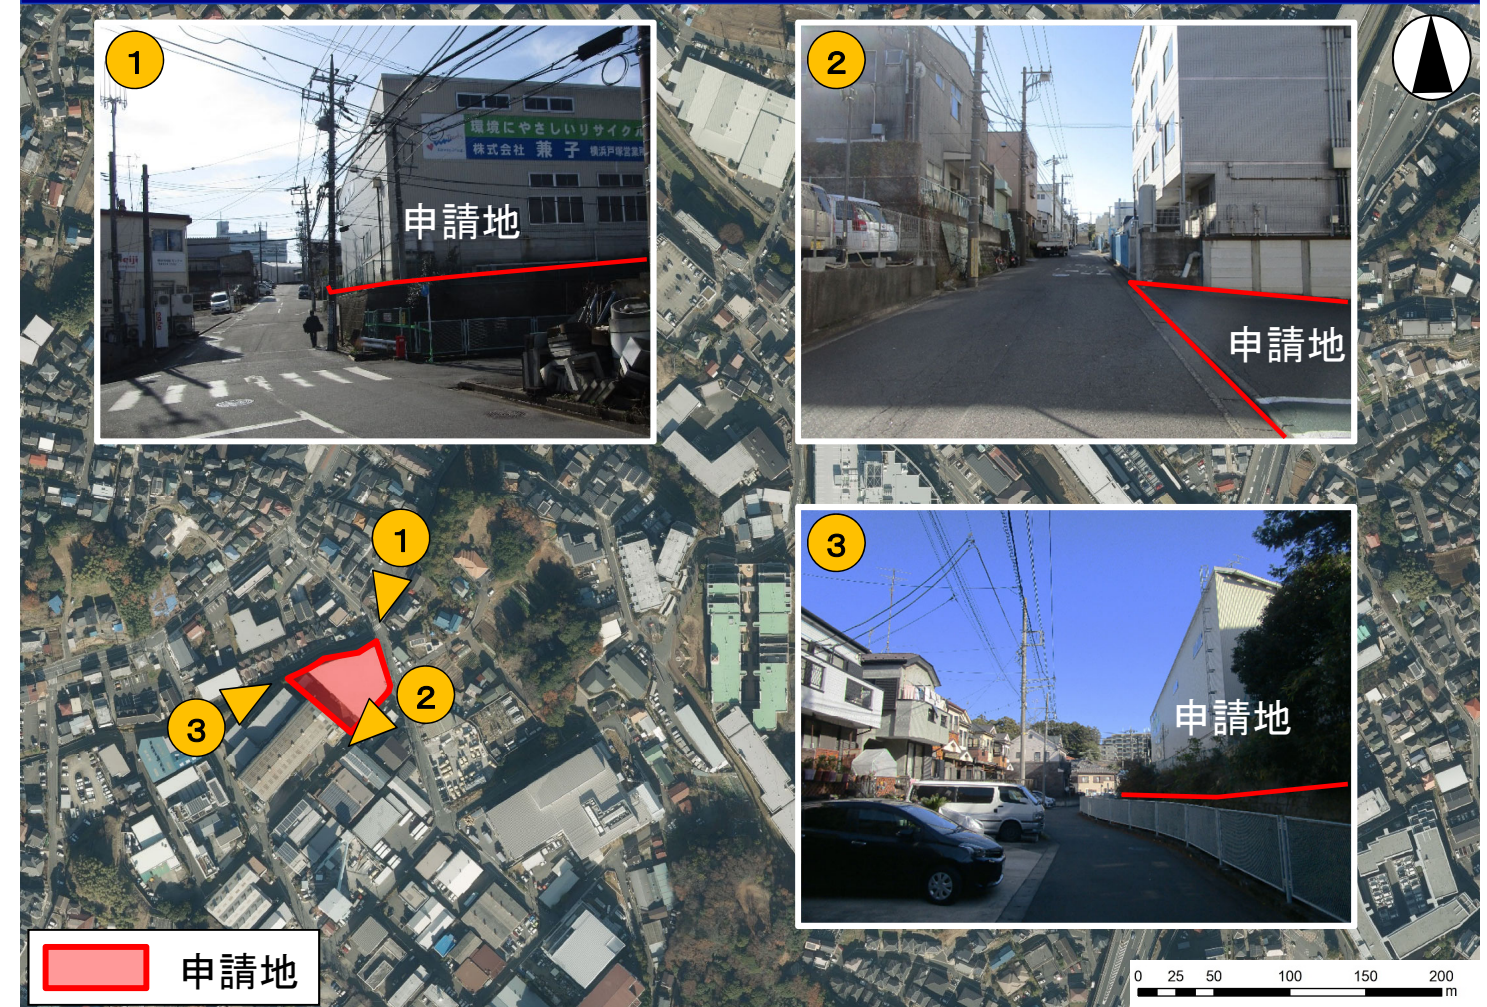 1
環境にやさしいリサイクル
株式会社 兼子 横浜戸塚営業所
申請地
Meiji
2
申請地
3
申請地
1
2
3
申請地
0 25 50 100 150 200
m